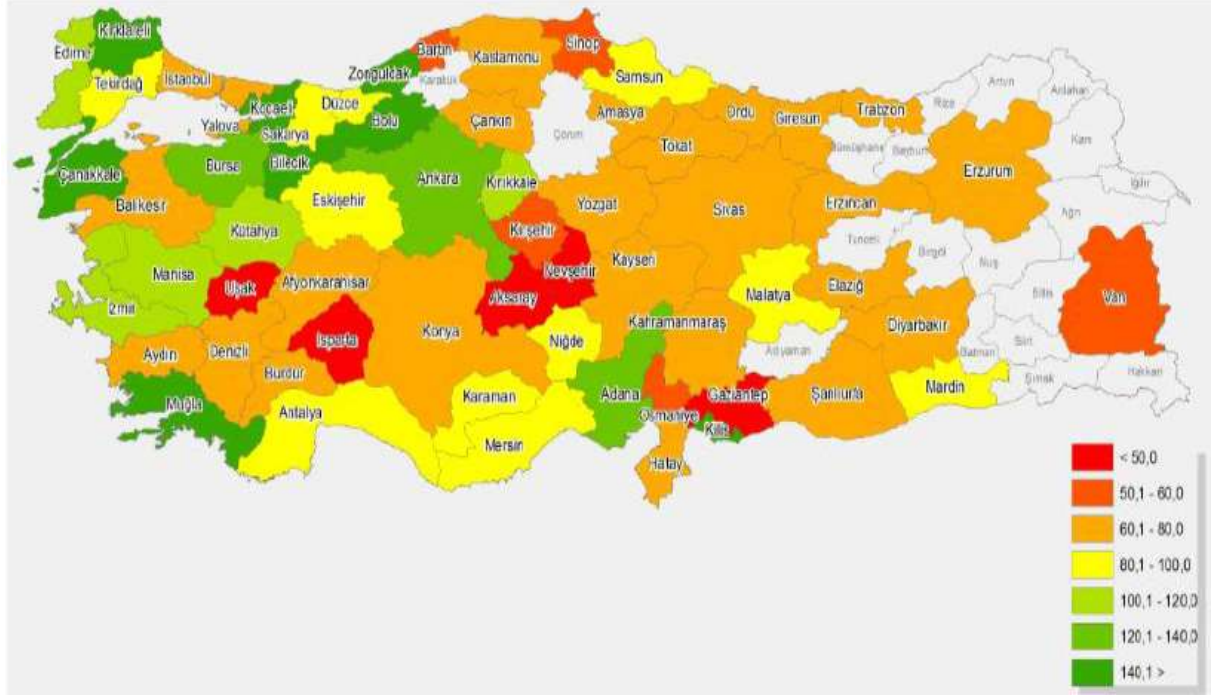 Kırklareli
Edirne
Tekirdağ
İstanbul
Yalova
Kocaeli
Sakarya
Düzce
Bolu
Zonguldak
Bartın
Karabük
Kastamonu
Sinop
Samsun
Çankırı
Çorum
Amasya
Tokat
Ordu
Giresun
Trabzon
Gümüşhane
Bayburt
Rize
Artvin
Ardahan
Kars
Iğdır
Ağrı
Erzurum
Erzincan
Çanakkale
Balıkesir
Bursa
Bilecik
Eskişehir
Ankara
Kırıkkale
Yozgat
Sivas
Kütahya
Manisa
İzmir
Uşak
Afyonkarahisar
Kırşehir
Nevşehir
Aksaray
Kayseri
Tunceli
Bingöl
Muş
Bitlis
Van
Malatya
Elazığ
Diyarbakır
Aydın
Denizli
Isparta
Burdur
Konya
Niğde
Kahramanmaraş
Adıyaman
Batman
Siirt
Şırnak
Hakkari
Mardin
Şanlıurfa
Muğla
Antalya
Karaman
Mersin
Adana
Osmaniye
Gaziantep
Kilis
Hatay
< 50,0
50,1 - 60,0
60,1 - 80,0
80,1 - 100,0
100,1 - 120,0
120,1 - 140,0
140,1 >